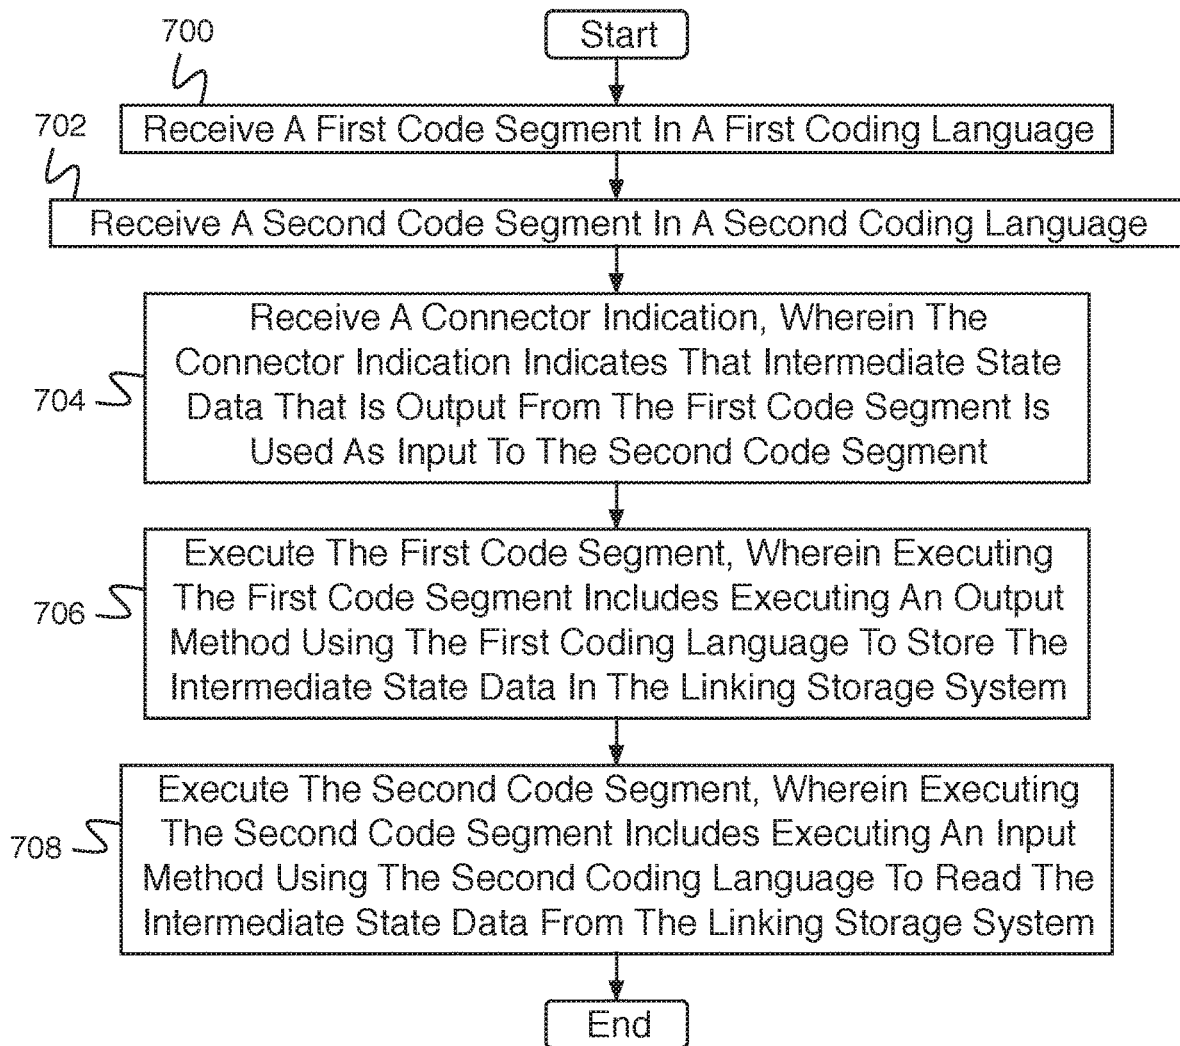 700
Start
Receive A First Code Segment In A First Coding Language
702
Receive A Second Code Segment In A Second Coding Language
Receive A Connector Indication, Wherein The
Connector Indication Indicates That Intermediate State
704
Data That Is Output From The First Code Segment Is
Used As Input To The Second Code Segment
Execute The First Code Segment, Wherein Executing
The First Code Segment Includes Executing An Output
706
Method Using The First Coding Language To Store The
Intermediate State Data In The Linking Storage System
Execute The Second Code Segment, Wherein Executing
The Second Code Segment Includes Executing An Input
708
Method Using The Second Coding Language To Read The
Intermediate State Data From The Linking Storage System
End